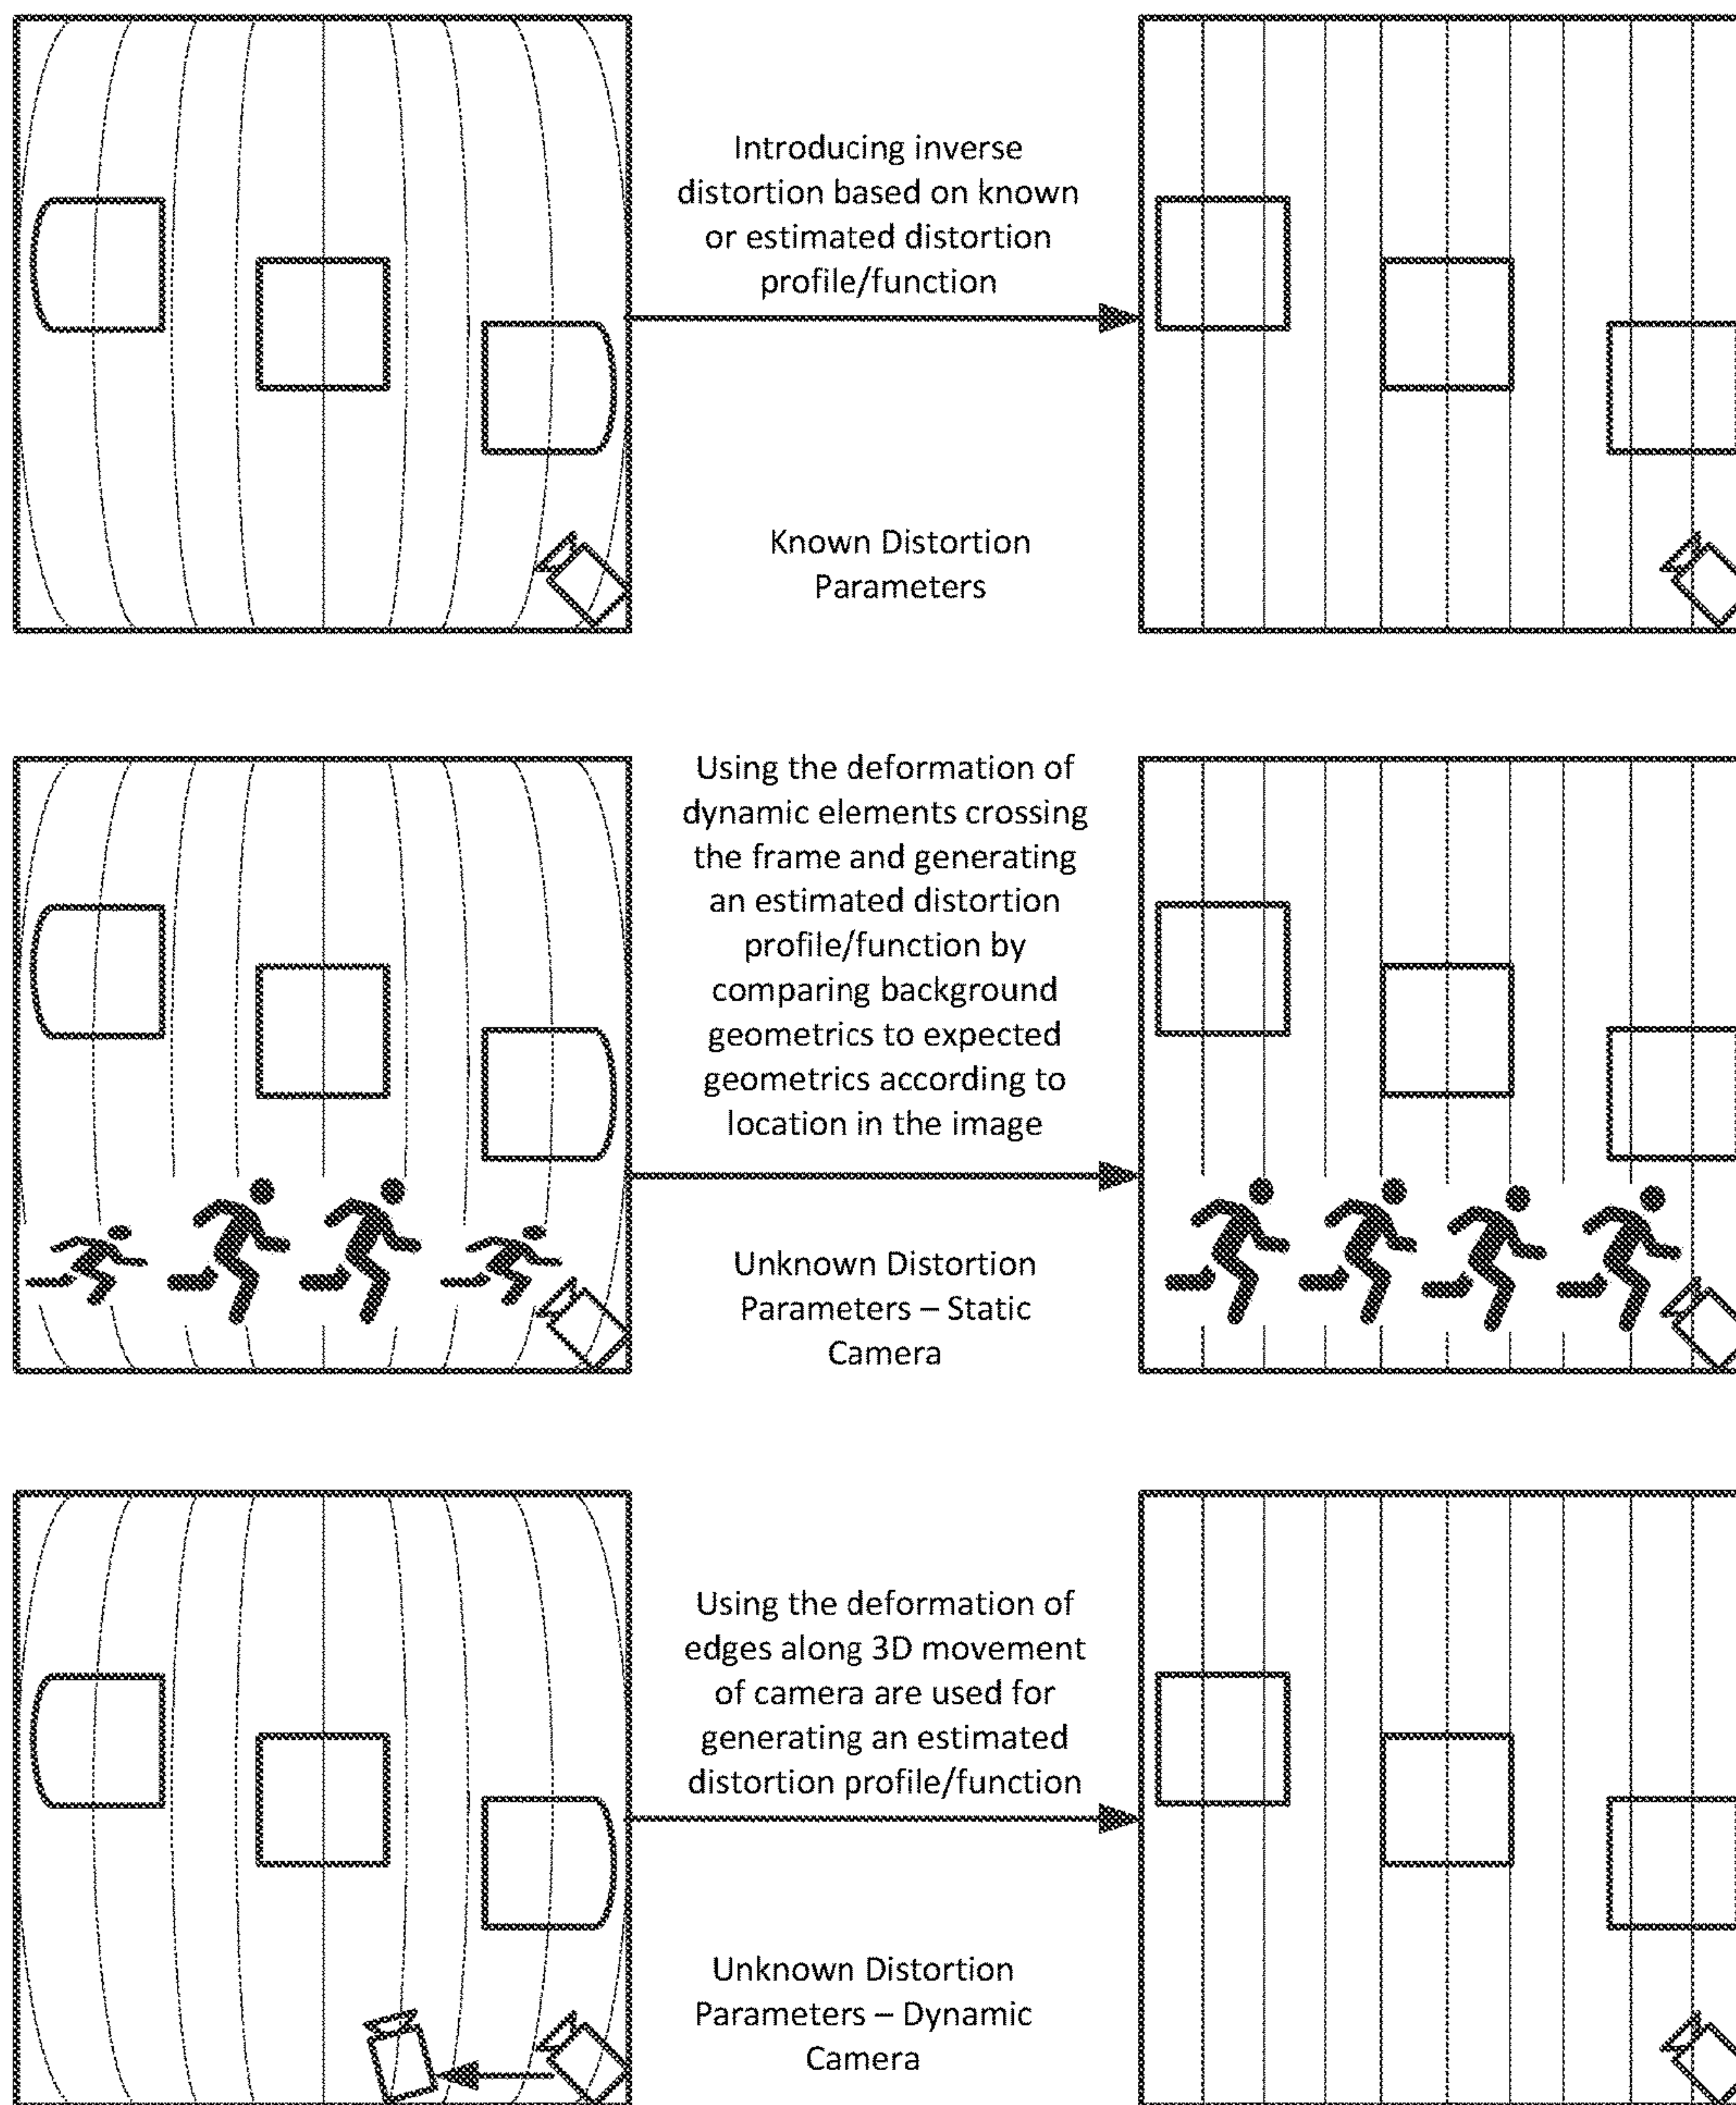 Introducing inverse
distortion based on known
or estimated distortion
profile/function
Known Distortion
Parameters
Using the deformation of
dynamic elements crossing
the frame and generating
an estimated distortion
profile/function by
comparing background
geometrics to expected
geometrics according to
location in the image
Unknown Distortion
Parameters – Static
Camera
Using the deformation of
edges along 3D movement
of camera are used for
generating an estimated
distortion profile/function
Unknown Distortion
Parameters – Dynamic
Camera